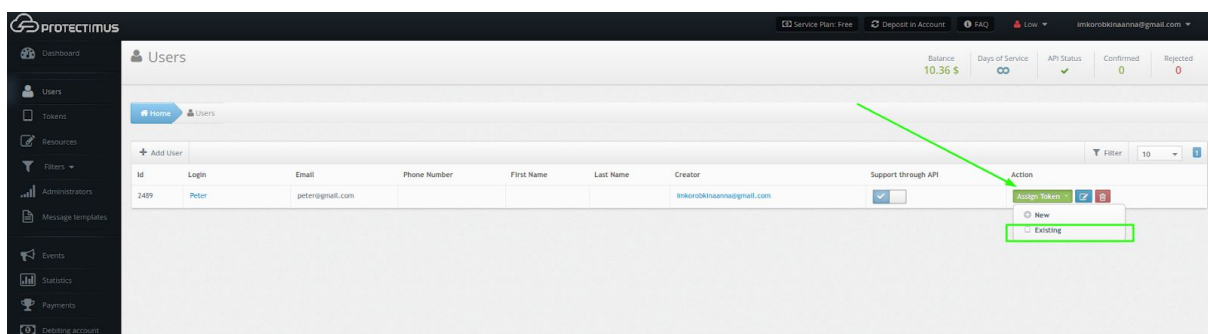 PROTECTIMUS
Service Plan: Free Deposit in Account FAQ Low imkorobkinaanna@gmail.com
Dashboard
Users
Tokens
Resources
Filters
Administrators
Message templates
Events
Statistics
Payments
Debiting account
Users
Balance Days of Service API Status Confirmed Rejected
10.36 $ 0 0
Home Users
+ Add User Filter 10 1
Id Login Email Phone Number First Name Last Name Creator Support through API Action
2489 Peter peter@gmail.com imkorobkinaanna@gmail.com Assign Token
New
Existing